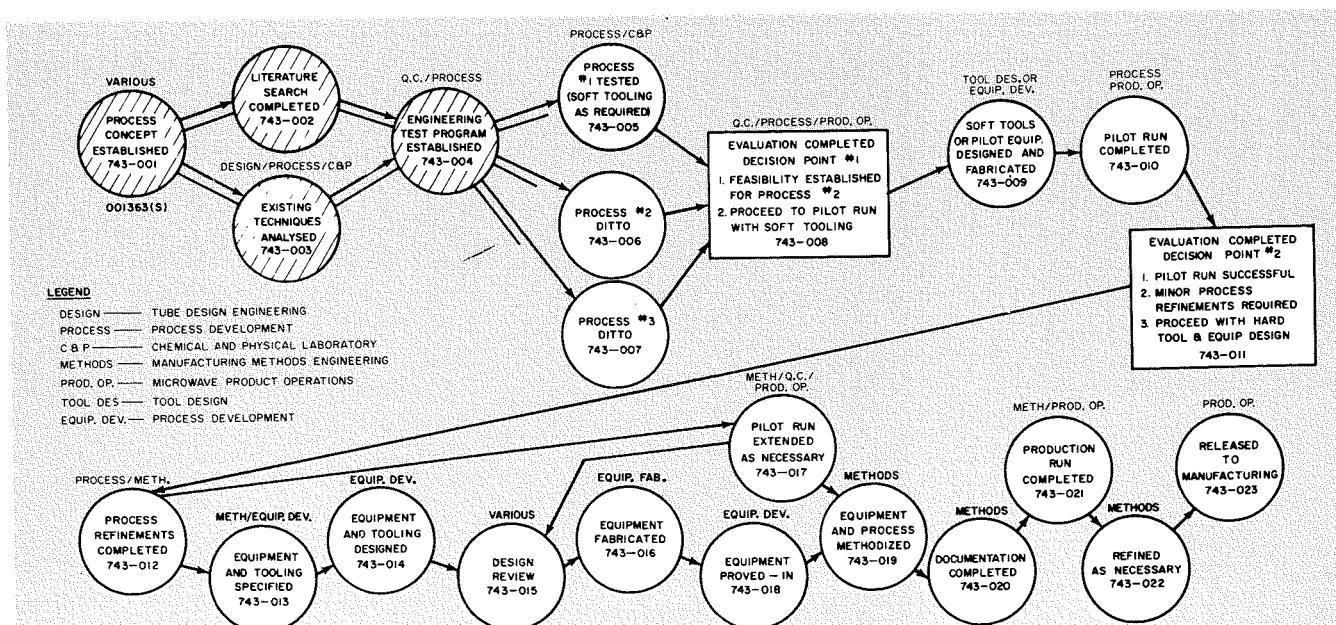 VARIOUS
PROCESS
CONCEPT
ESTABLISHED
743-001
001363(S)
LITERATURE
SEARCH
COMPLETED
743-002
DESIGN/PROCESS/C&P
EXISTING
TECHNIQUES
ANALYSED
743-003
Q.C./PROCESS
ENGINEERING
TEST PROGRAM
ESTABLISHED
743-004
PROCESS/C&P
PROCESS
#1 TESTED
(SOFT TOOLING
AS REQUIRED)
743-005
PROCESS #2
DITTO
743-006
PROCESS #3
DITTO
743-007
Q.C./PROCESS/PROD. OP.
EVALUATION COMPLETED
DECISION POINT #1
1. FEASIBILITY ESTABLISHED
FOR PROCESS #2
2. PROCEED TO PILOT RUN
WITH SOFT TOOLING
743-008
TOOL DES. OR
EQUIP. DEV.
SOFT TOOLS
OR PILOT EQUIP.
DESIGNED AND
FABRICATED
743-009
PROCESS
PROD. OP.
PILOT RUN
COMPLETED
743-010
EVALUATION COMPLETED
DECISION POINT #2
1. PILOT RUN SUCCESSFUL
2. MINOR PROCESS
REFINEMENTS REQUIRED
3. PROCEED WITH HARD
TOOL & EQUIP DESIGN
743-011
LEGEND
DESIGN —— TUBE DESIGN ENGINEERING
PROCESS —— PROCESS DEVELOPMENT
C & P —— CHEMICAL AND PHYSICAL LABORATORY
METHODS —— MANUFACTURING METHODS ENGINEERING
PROD. OP. —— MICROWAVE PRODUCT OPERATIONS
TOOL DES —— TOOL DESIGN
EQUIP. DEV.—— PROCESS DEVELOPMENT
PROCESS/METH.
PROCESS
REFINEMENTS
COMPLETED
743-012
METH/EQUIP. DEV.
EQUIPMENT
AND TOOLING
SPECIFIED
743-013
EQUIP. DEV.
EQUIPMENT
AND TOOLING
DESIGNED
743-014
VARIOUS
DESIGN
REVIEW
743-015
EQUIP. FAB.
EQUIPMENT
FABRICATED
743-016
METH/Q.C./
PROD. OP.
PILOT RUN
EXTENDED
AS NECESSARY
743-017
EQUIP. DEV.
EQUIPMENT
PROVED-IN
743-018
METHODS
EQUIPMENT
AND PROCESS
METHODIZED
743-019
METHODS
DOCUMENTATION
COMPLETED
743-020
METH/PROD. OP.
PRODUCTION
RUN
COMPLETED
743-021
METHODS
REFINED
AS NECESSARY
743-022
PROD. OP.
RELEASED
TO
MANUFACTURING
743-023